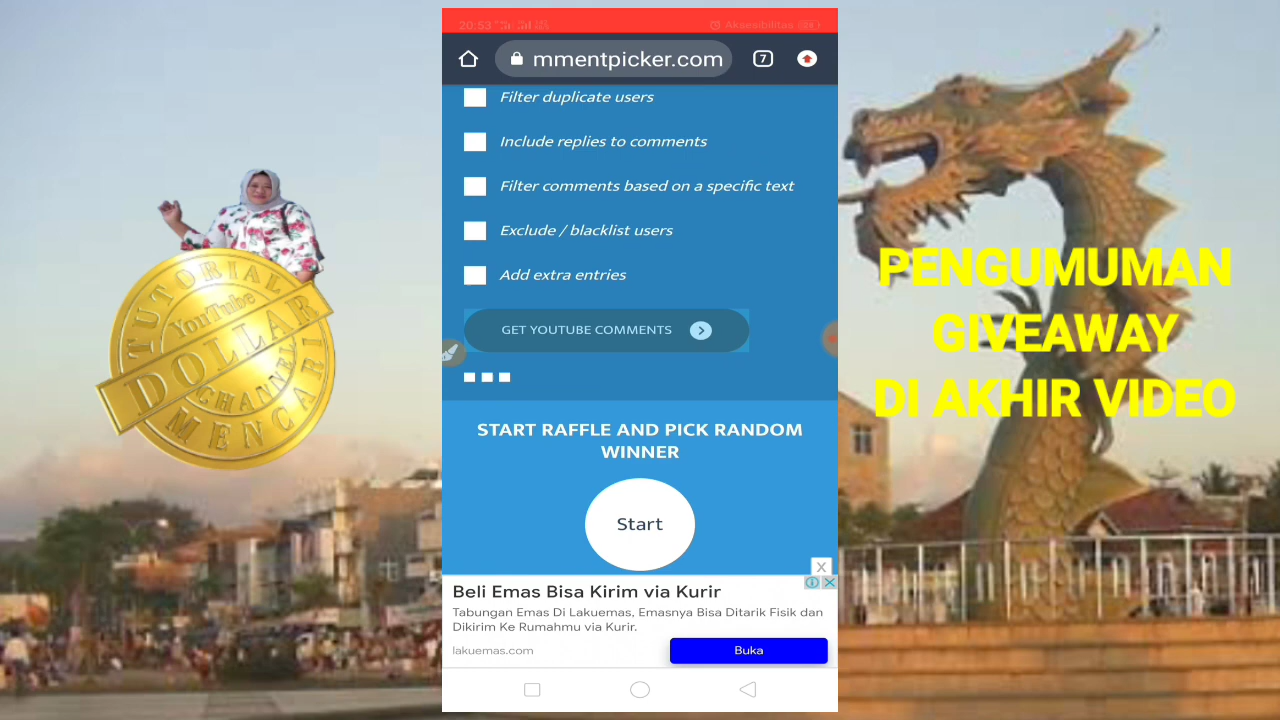 20:53
Aksesibilitas
7
mmentpicker.com
Filter duplicate users
Include replies to comments
Filter comments based on a specific text
Exclude / blacklist users
Add extra entries
GET YOUTUBE COMMENTS
START RAFFLE AND PICK RANDOM
WINNER
Start
X
Beli Emas Bisa Kirim via Kurir
Tabungan Emas Di Lakuemas, Emasnya Bisa Ditarik Fisik dan
Dikirim Ke Rumahmu via Kurir.
lakuemas.com
Buka
TUTORIAL
YouTube
DOLLAR
CHANNEL
MENCARI
PENGUMUMAN
GIVEAWAY
DI AKHIR VIDEO